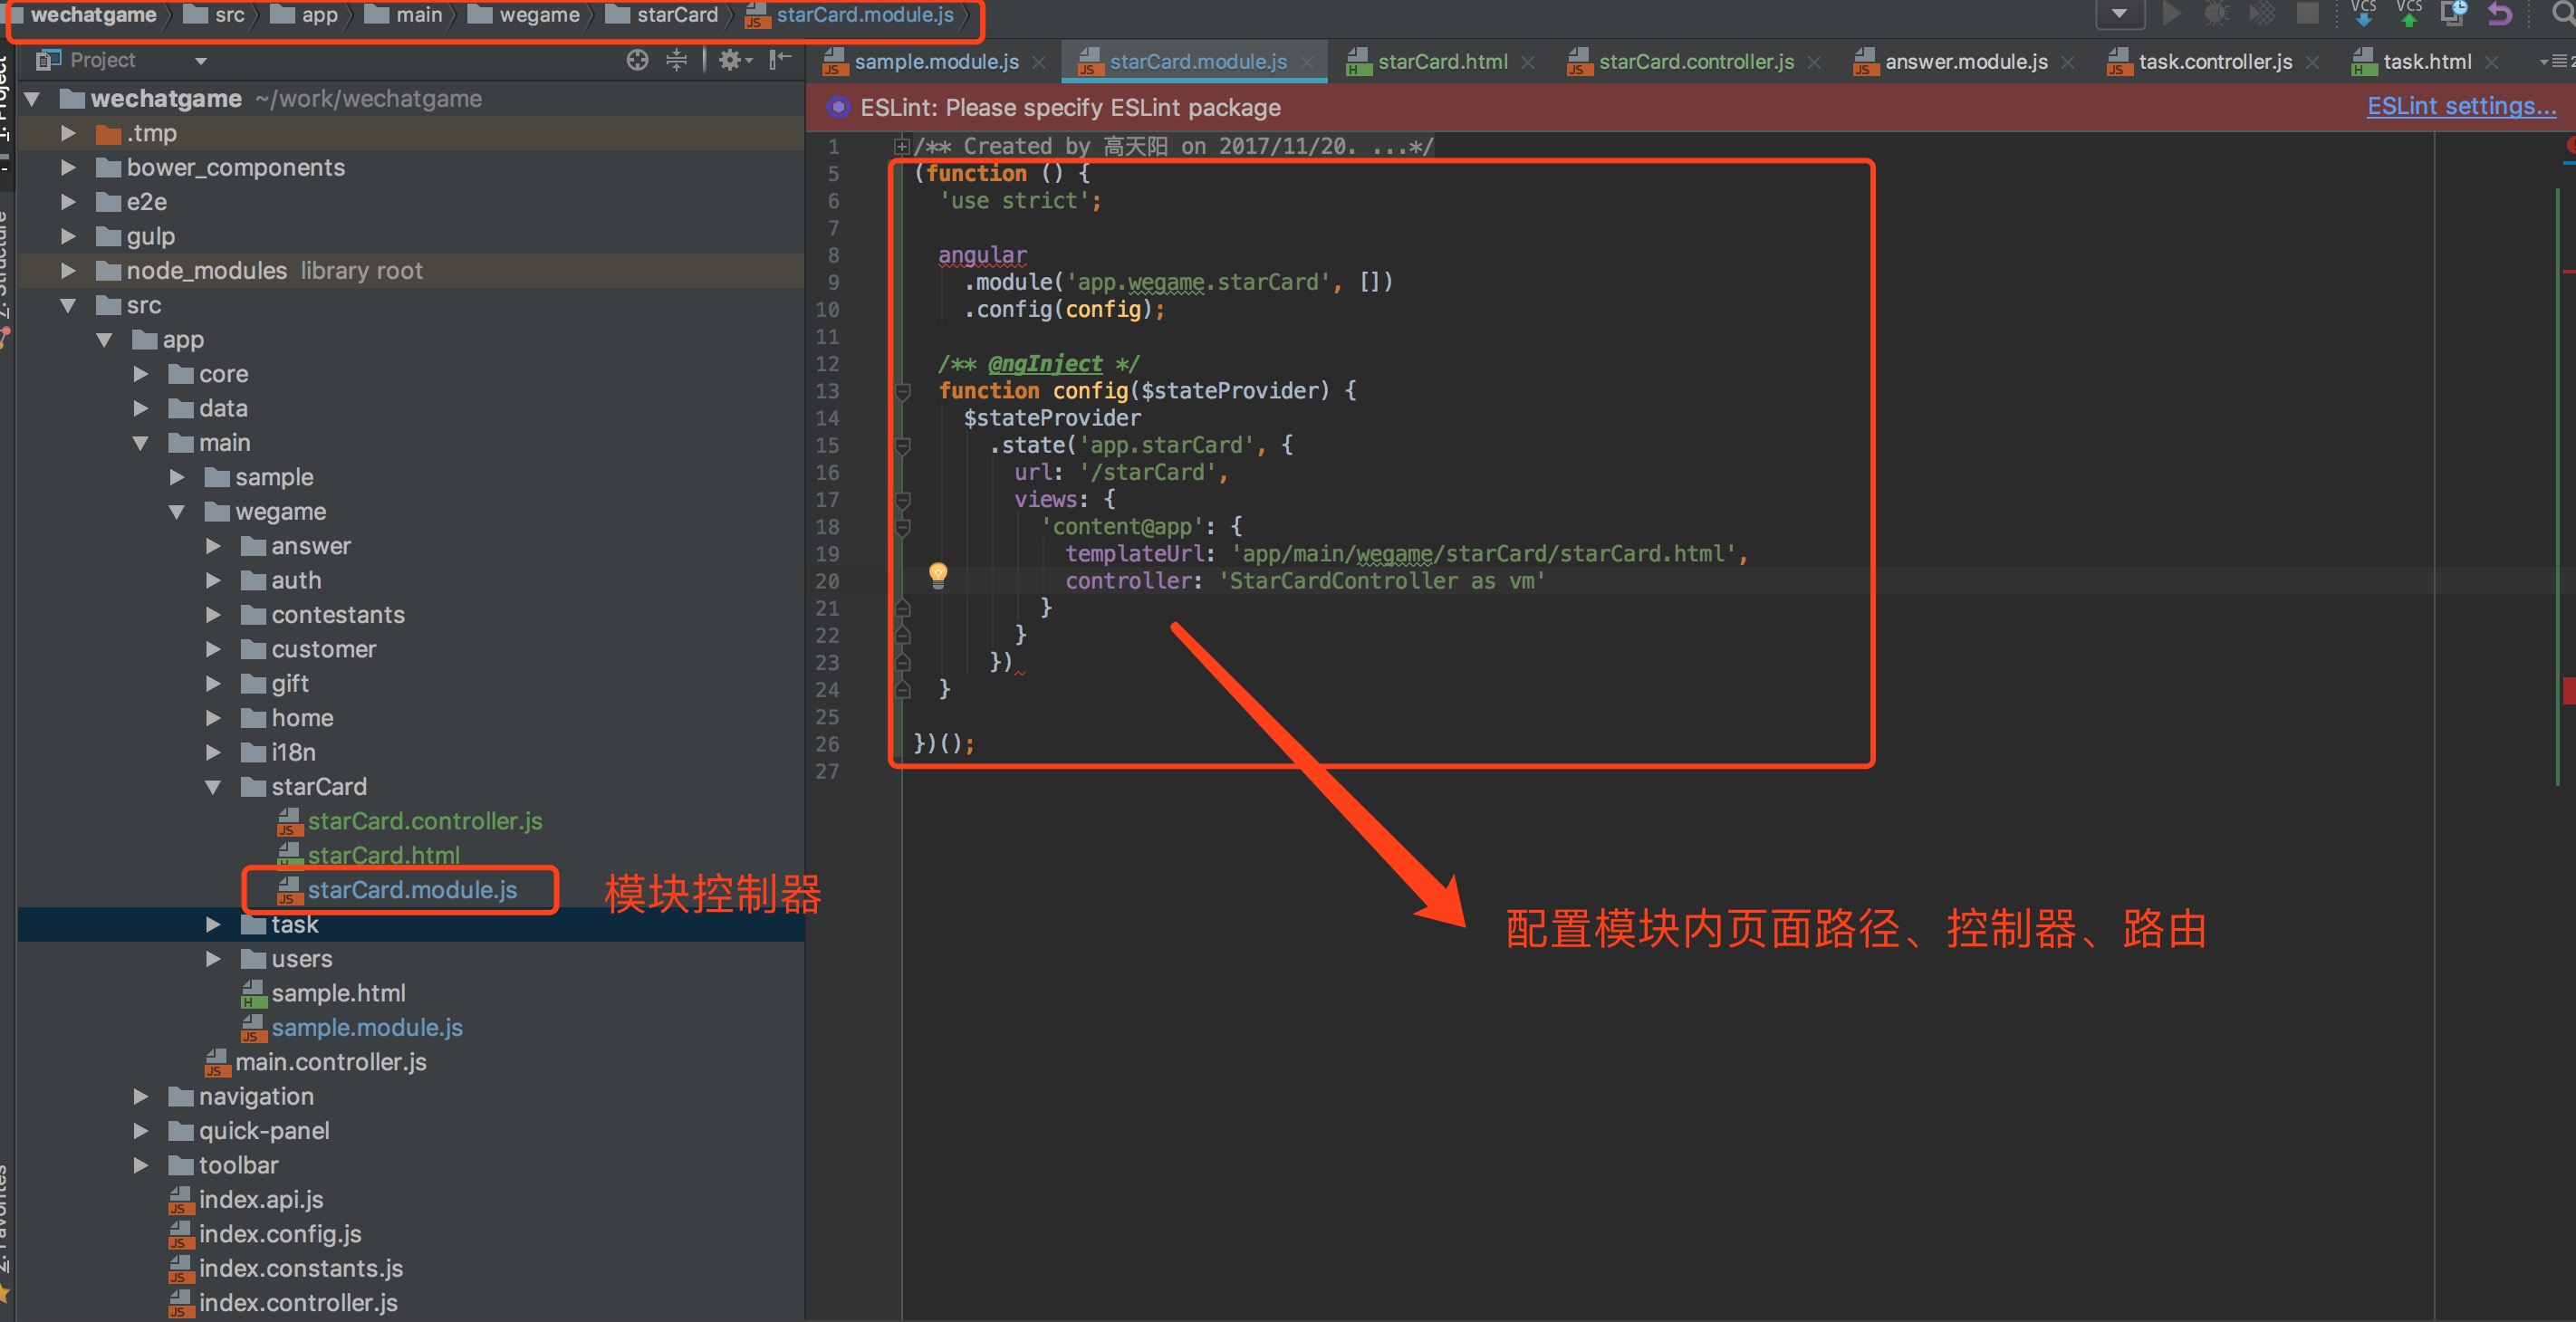 wechatgame src app main wegame starCard starCard.module.js
VCS VCS
Project
sample.module.js starCard.module.js starCard.html starCard.controller.js answer.module.js task.controller.js task.html
ESLint: Please specify ESLint package ESLint settings...
wechatgame ~/work/wechatgame
.tmp
bower_components
e2e
gulp
node_modules library root
src
app
core
data
main
sample
wegame
answer
auth
contestants
customer
gift
home
i18n
starCard
starCard.controller.js
starCard.html
starCard.module.js
模块控制器
task
users
sample.html
sample.module.js
main.controller.js
navigation
quick-panel
toolbar
index.api.js
index.config.js
index.constants.js
index.controller.js
1 /** Created by 高天阳 on 2017/11/20. ...*/
5 (function () {
6 'use strict';
7
8 angular
9 .module('app.wegame.starCard', [])
10 .config(config);
11
12 /** @ngInject */
13 function config($stateProvider) {
14 $stateProvider
15 .state('app.starCard', {
16 url: '/starCard',
17 views: {
18 'content@app': {
19 templateUrl: 'app/main/wegame/starCard/starCard.html',
20 controller: 'StarCardController as vm'
21 }
22 }
23 })
24 }
25
26 })();
27
配置模块内页面路径、控制器、路由